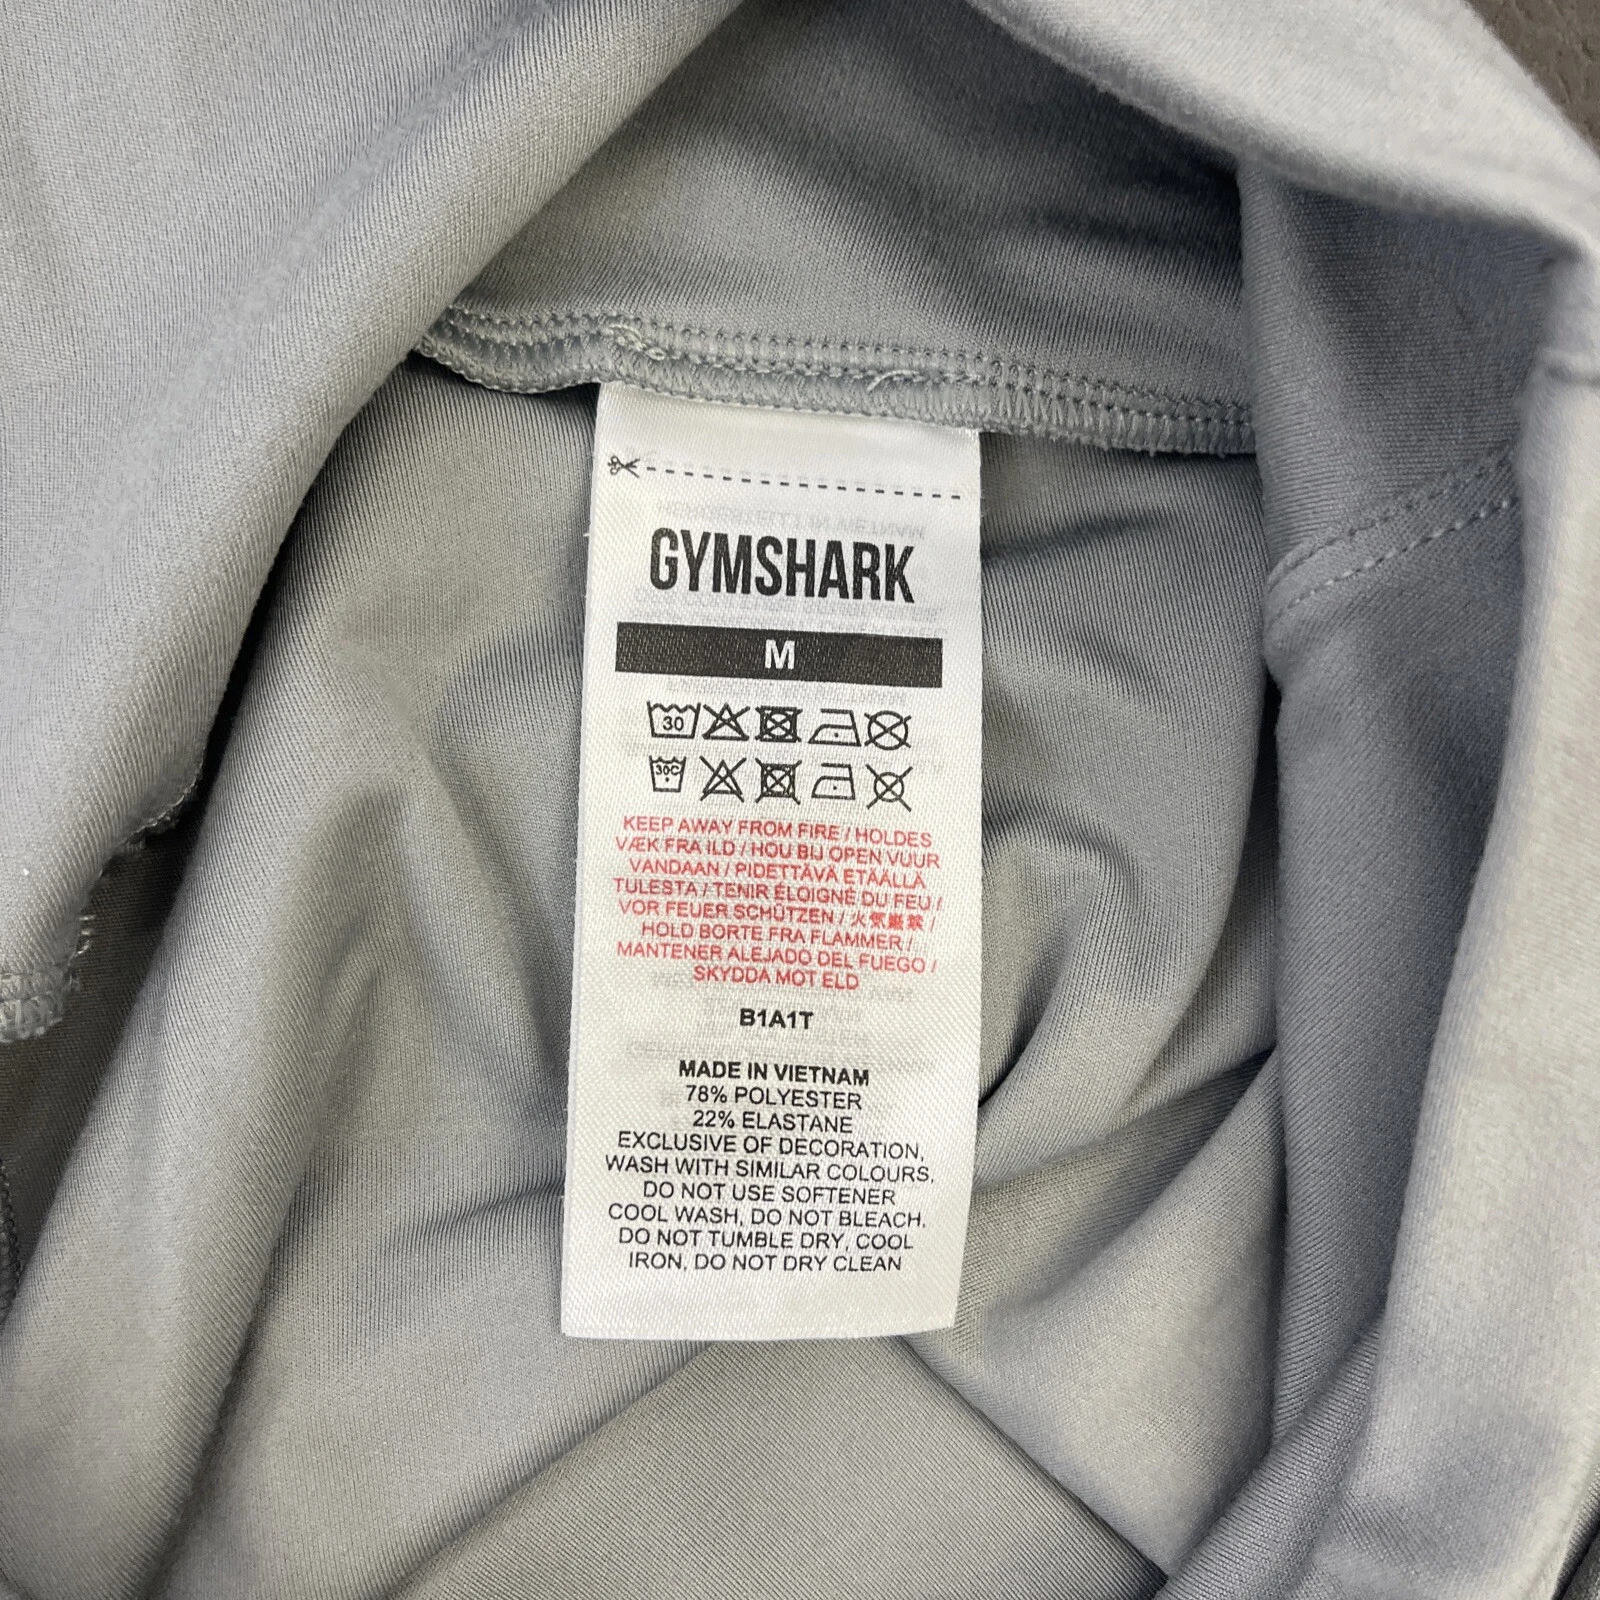 GYMSHARK
M
30
30C
KEEP AWAY FROM FIRE / HOLDES
VÆK FRA ILD / HOU BIJ OPEN VUUR
VANDAAN / PIDETTÄVÄ ETÄÄLLÄ
TULESTA / TENIR ÉLOIGNÉ DU FEU /
VOR FEUER SCHÜTZEN / 火気厳禁 /
HOLD BORTE FRA FLAMMER /
MANTENER ALEJADO DEL FUEGO /
SKYDDA MOT ELD
B1A1T
MADE IN VIETNAM
78% POLYESTER
22% ELASTANE
EXCLUSIVE OF DECORATION,
WASH WITH SIMILAR COLOURS,
DO NOT USE SOFTENER
COOL WASH, DO NOT BLEACH.
DO NOT TUMBLE DRY, COOL
IRON, DO NOT DRY CLEAN